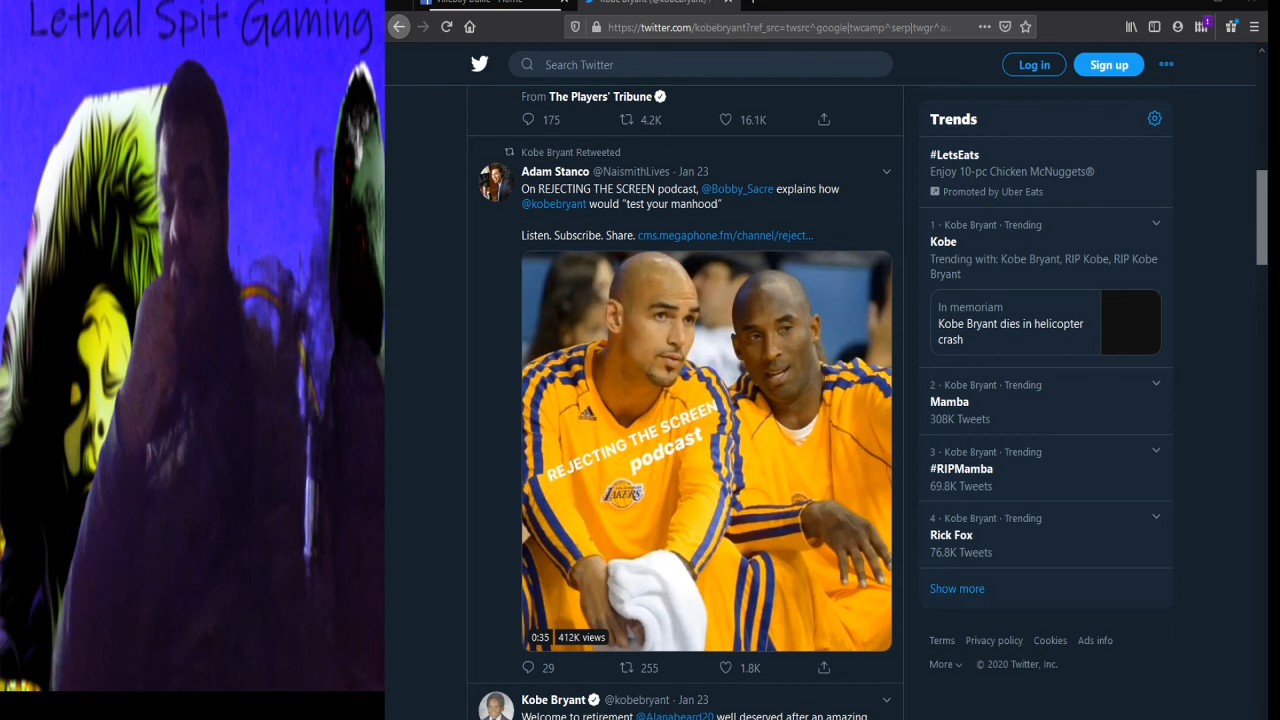 Lethal Spit Gaming
https://twitter.com/kobebryant?ref_src=twsrc^google|twcamp^serp|twgr^au
Search Twitter
Log in
Sign up
From The Players' Tribune
175
4.2K
16.1K
Kobe Bryant Retweeted
Adam Stanco @NaismithLives · Jan 23
On REJECTING THE SCREEN podcast, @Bobby_Sacre explains how
@kobebryant would “test your manhood”
Listen. Subscribe. Share. cms.megaphone.fm/channel/reject...
REJECTING THE SCREEN
podcast
LAKERS
0:35
412K views
29
255
1.8K
Kobe Bryant @kobebryant · Jan 23
Welcome to retirement @Alanabeard20 well deserved after an amazing
Trends
#LetsEats
Enjoy 10-pc Chicken McNuggets®
Promoted by Uber Eats
1 · Kobe Bryant · Trending
Kobe
Trending with: Kobe Bryant, RIP Kobe, RIP Kobe
Bryant
In memoriam
Kobe Bryant dies in helicopter
crash
2 · Kobe Bryant · Trending
Mamba
308K Tweets
3 · Kobe Bryant · Trending
#RIPMamba
69.8K Tweets
4 · Kobe Bryant · Trending
Rick Fox
76.8K Tweets
Show more
Terms Privacy policy Cookies Ads info
More © 2020 Twitter, Inc.